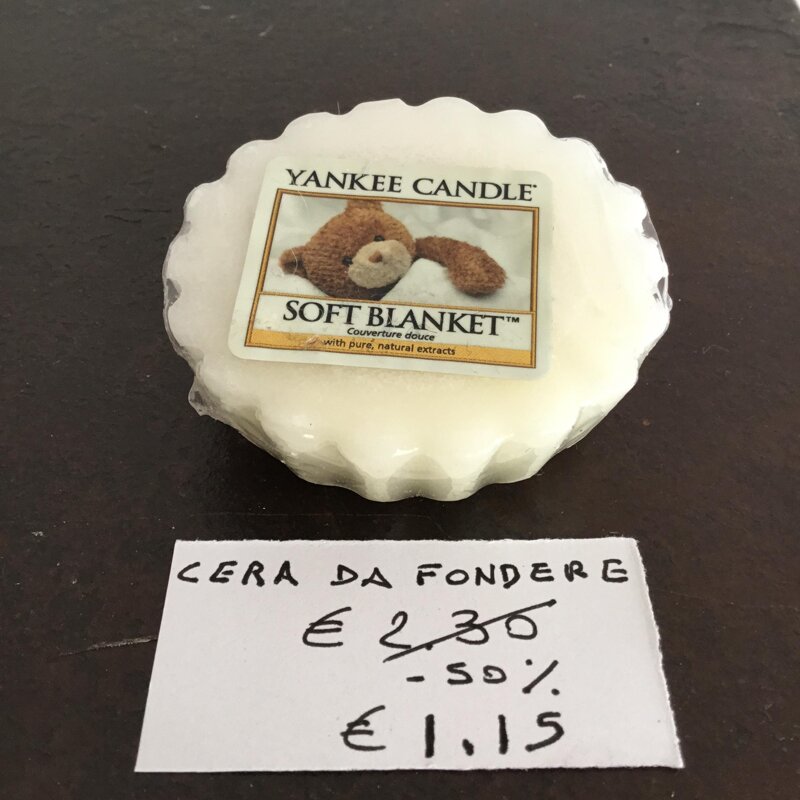 YANKEE CANDLE®
SOFT BLANKET™
Couverture douce
with pure, natural extracts
CERA DA FONDERE
€ 2.30
-50%
€ 1.15